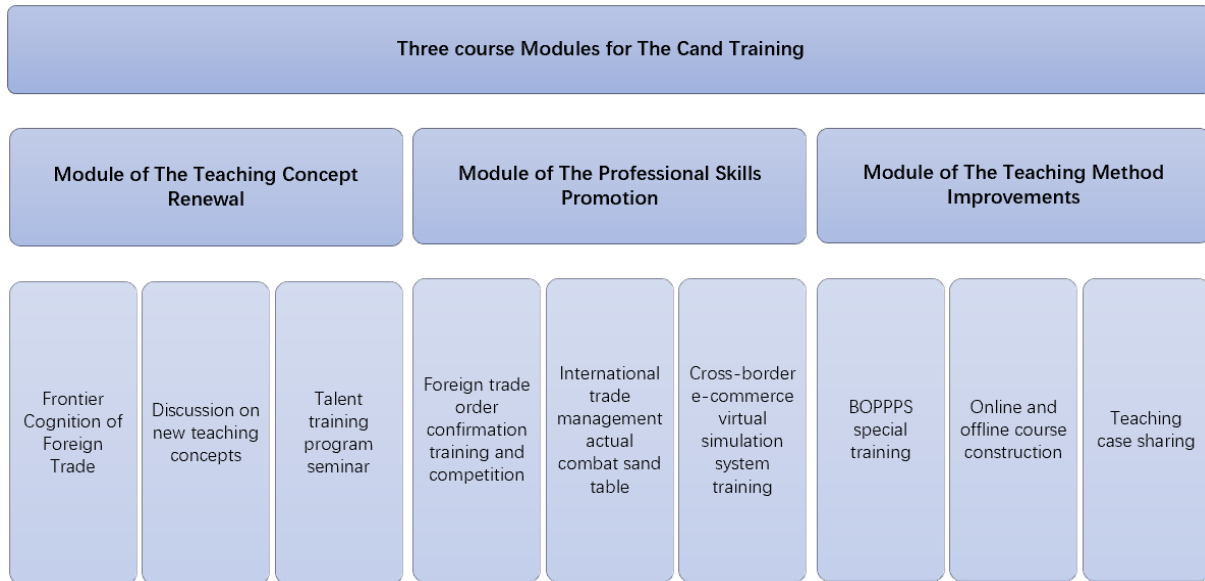 Three course Modules for The Cand Training
Module of The Teaching Concept
Renewal
Module of The Professional Skills
Promotion
Module of The Teaching Method
Improvements
Frontier
Cognition of
Foreign
Trade
Discussion on
new teaching
concepts
Talent
training
program
seminar
Foreign trade
order
confirmation
training and
competition
International
trade
management
actual
combat sand
table
Cross-border
e-commerce
virtual
simulation
system
training
BOPPPS
special
training
Online and
offline course
construction
Teaching
case sharing